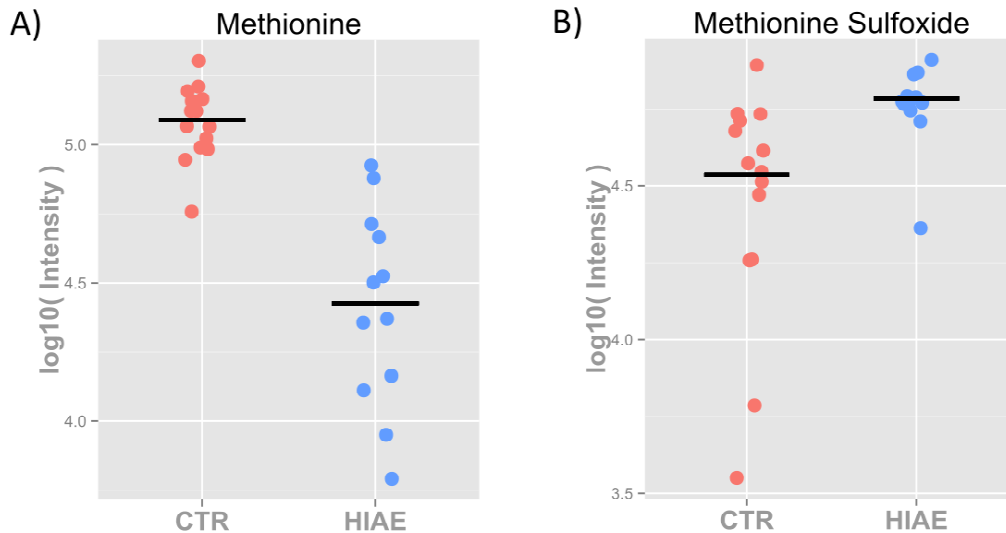 A)
Methionine
log10( Intensity )
5.0
4.5
4.0
CTR
HIAE
B)
Methionine Sulfoxide
log10( Intensity )
4.5
4.0
3.5
CTR
HIAE